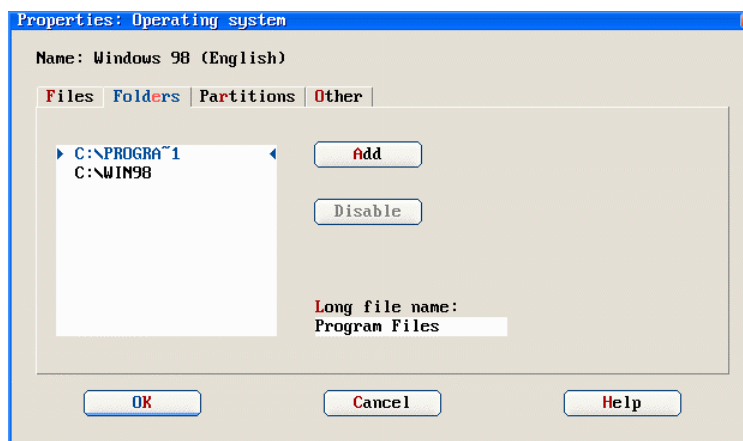 Properties: Operating system
Name: Windows 98 (English)
Files Folders Partitions Other
C:\PROGRA~1
C:\WIN98
Add
Disable
Long file name:
Program Files
OK Cancel Help